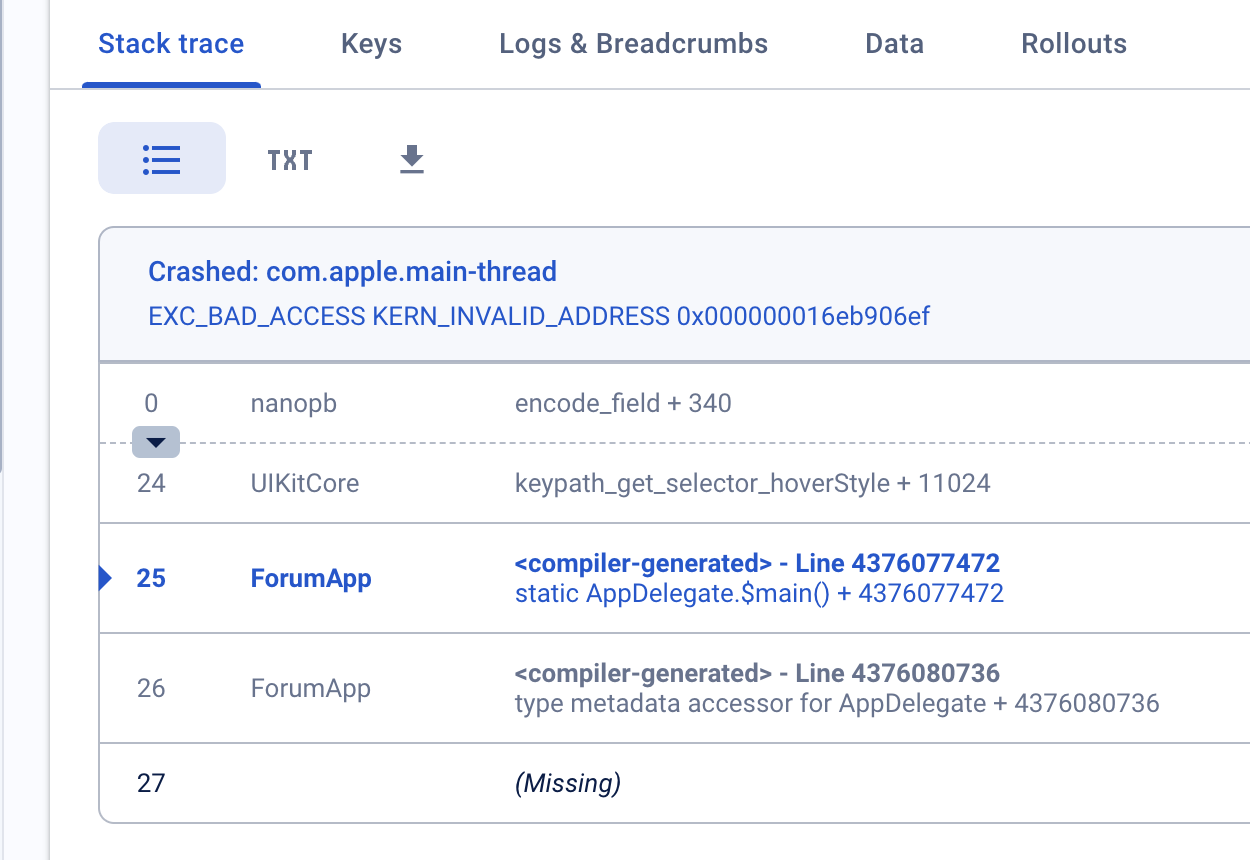 Stack trace Keys Logs & Breadcrumbs Data Rollouts
TXT
Crashed: com.apple.main-thread
EXC_BAD_ACCESS KERN_INVALID_ADDRESS 0x000000016eb906ef
0 nanopb encode_field + 340
24 UIKitCore keypath_get_selector_hoverStyle + 11024
25 ForumApp <compiler-generated> - Line 4376077472
static AppDelegate.$main() + 4376077472
26 ForumApp <compiler-generated> - Line 4376080736
type metadata accessor for AppDelegate + 4376080736
27 (Missing)